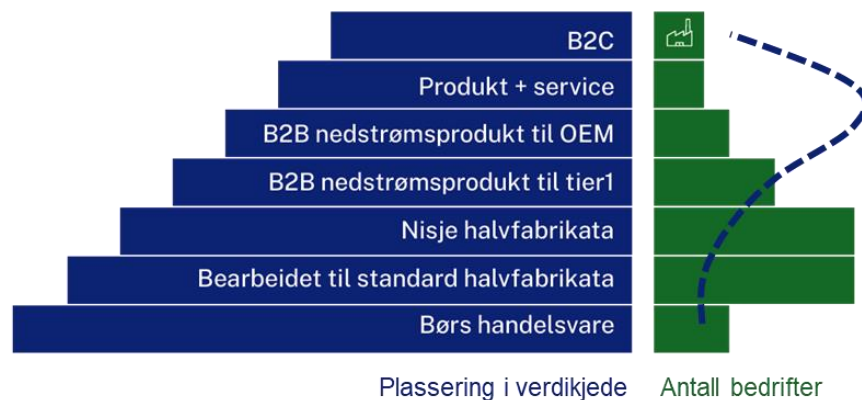 B2C
Produkt + service
B2B nedstrømsprodukt til OEM
B2B nedstrømsprodukt til tier1
Nisje halvfabrikata
Bearbeidet til standard halvfabrikata
Børs handelsvare
Plassering i verdikjede Antall bedrifter